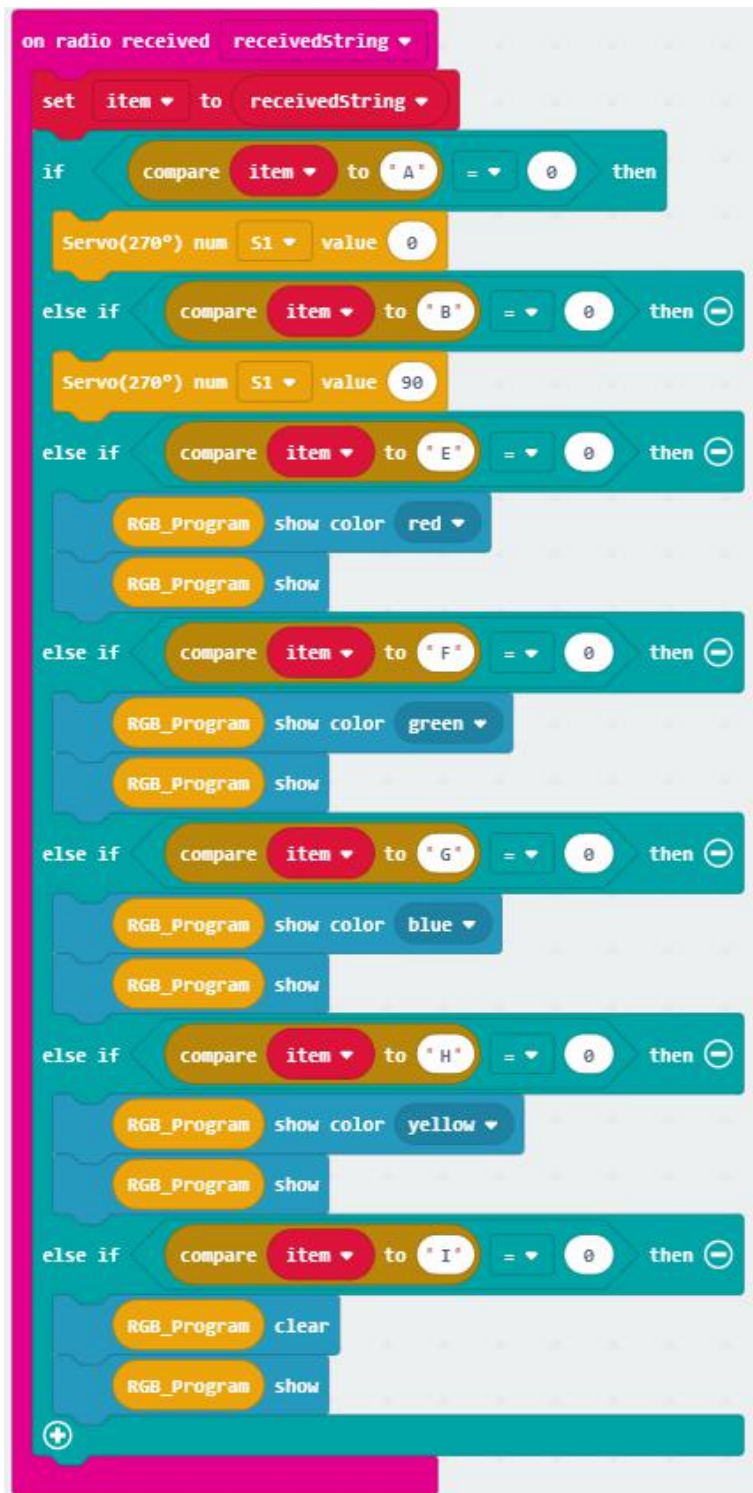 on radio received receivedString
set item to receivedString
if compare item to "A" = 0 then
Servo(270°) num S1 value 0
else if compare item to "B" = 0 then
Servo(270°) num S1 value 90
else if compare item to "E" = 0 then
RGB_Program show color red
RGB_Program show
else if compare item to "F" = 0 then
RGB_Program show color green
RGB_Program show
else if compare item to "G" = 0 then
RGB_Program show color blue
RGB_Program show
else if compare item to "H" = 0 then
RGB_Program show color yellow
RGB_Program show
else if compare item to "I" = 0 then
RGB_Program clear
RGB_Program show